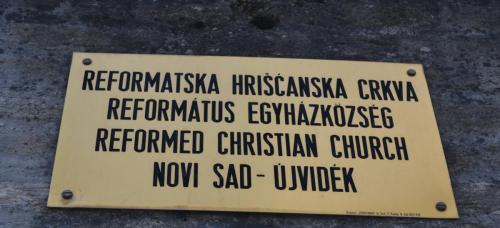 REFORMATSKA HRIŠĆANSKA CRKVA
REFORMÁTUS EGYHÁZKÖZSÉG
REFORMED CHRISTIAN CHURCH
NOVI SAD - ÚJVIDÉK